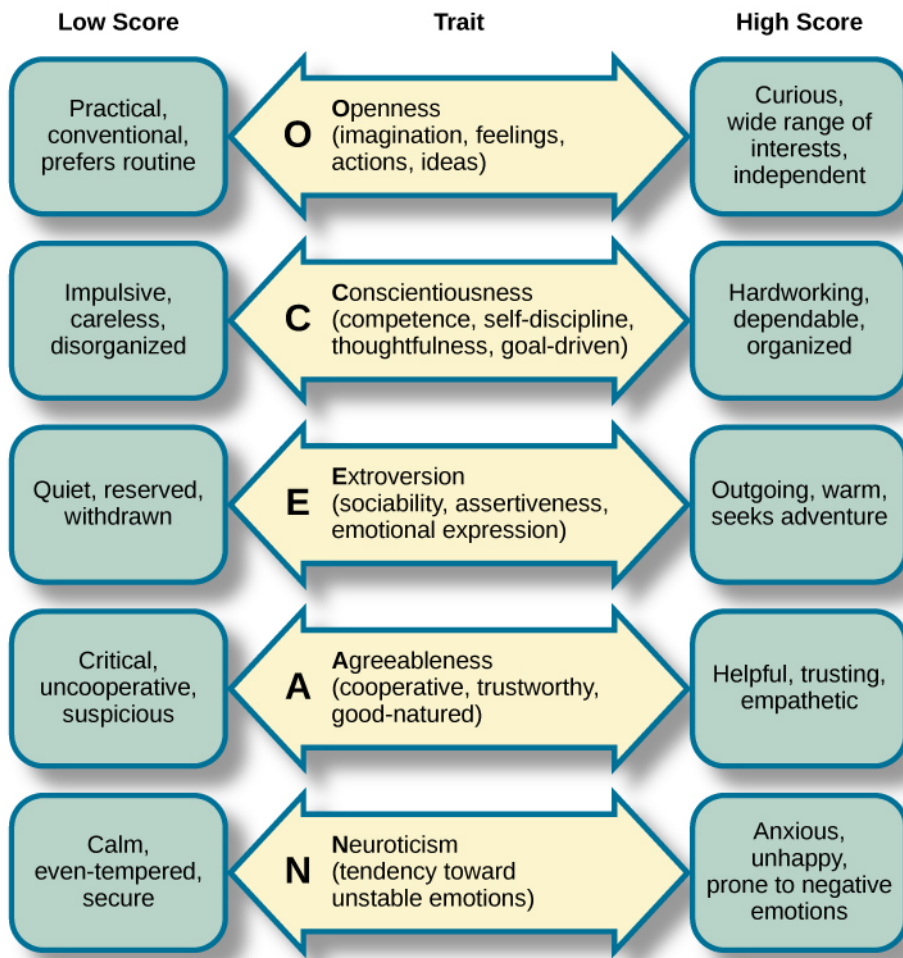 Low Score
Trait
High Score
Practical,
conventional,
prefers routine
O
Openness
(imagination, feelings,
actions, ideas)
Curious,
wide range of
interests,
independent
Impulsive,
careless,
disorganized
C
Conscientiousness
(competence, self-discipline,
thoughtfulness, goal-driven)
Hardworking,
dependable,
organized
Quiet, reserved,
withdrawn
E
Extroversion
(sociability, assertiveness,
emotional expression)
Outgoing, warm,
seeks adventure
Critical,
uncooperative,
suspicious
A
Agreeableness
(cooperative, trustworthy,
good-natured)
Helpful, trusting,
empathetic
Calm,
even-tempered,
secure
N
Neuroticism
(tendency toward
unstable emotions)
Anxious,
unhappy,
prone to negative
emotions